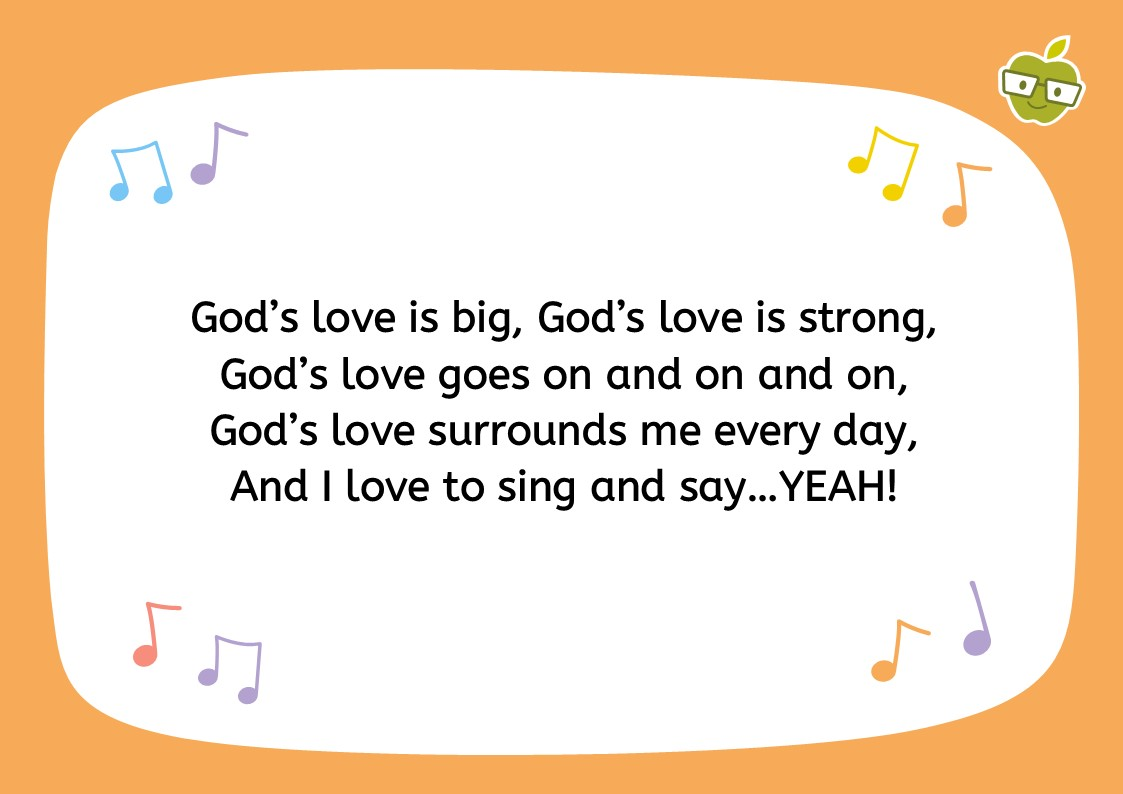 God’s love is big, God’s love is strong,
God’s love goes on and on and on,
God’s love surrounds me every day,
And I love to sing and say...YEAH!